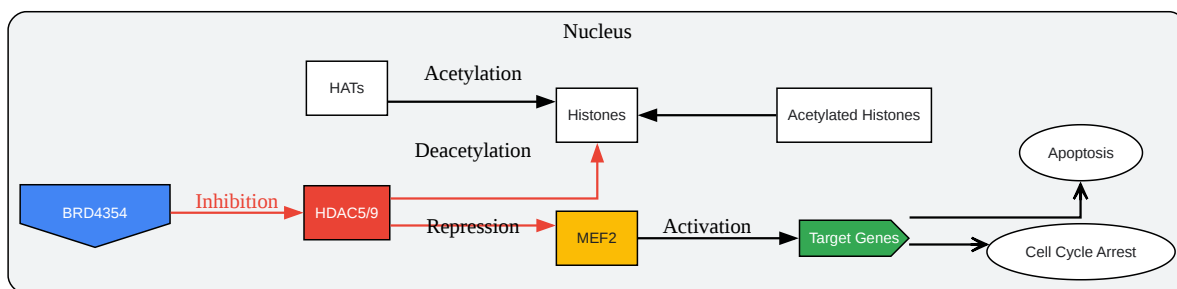 Nucleus
Acetylation
HATs
Histones
Acetylated Histones
Deacetylation
Apoptosis
BRD4354
Inhibition
HDAC5/9
Repression
MEF2
Activation
Target Genes
Cell Cycle Arrest